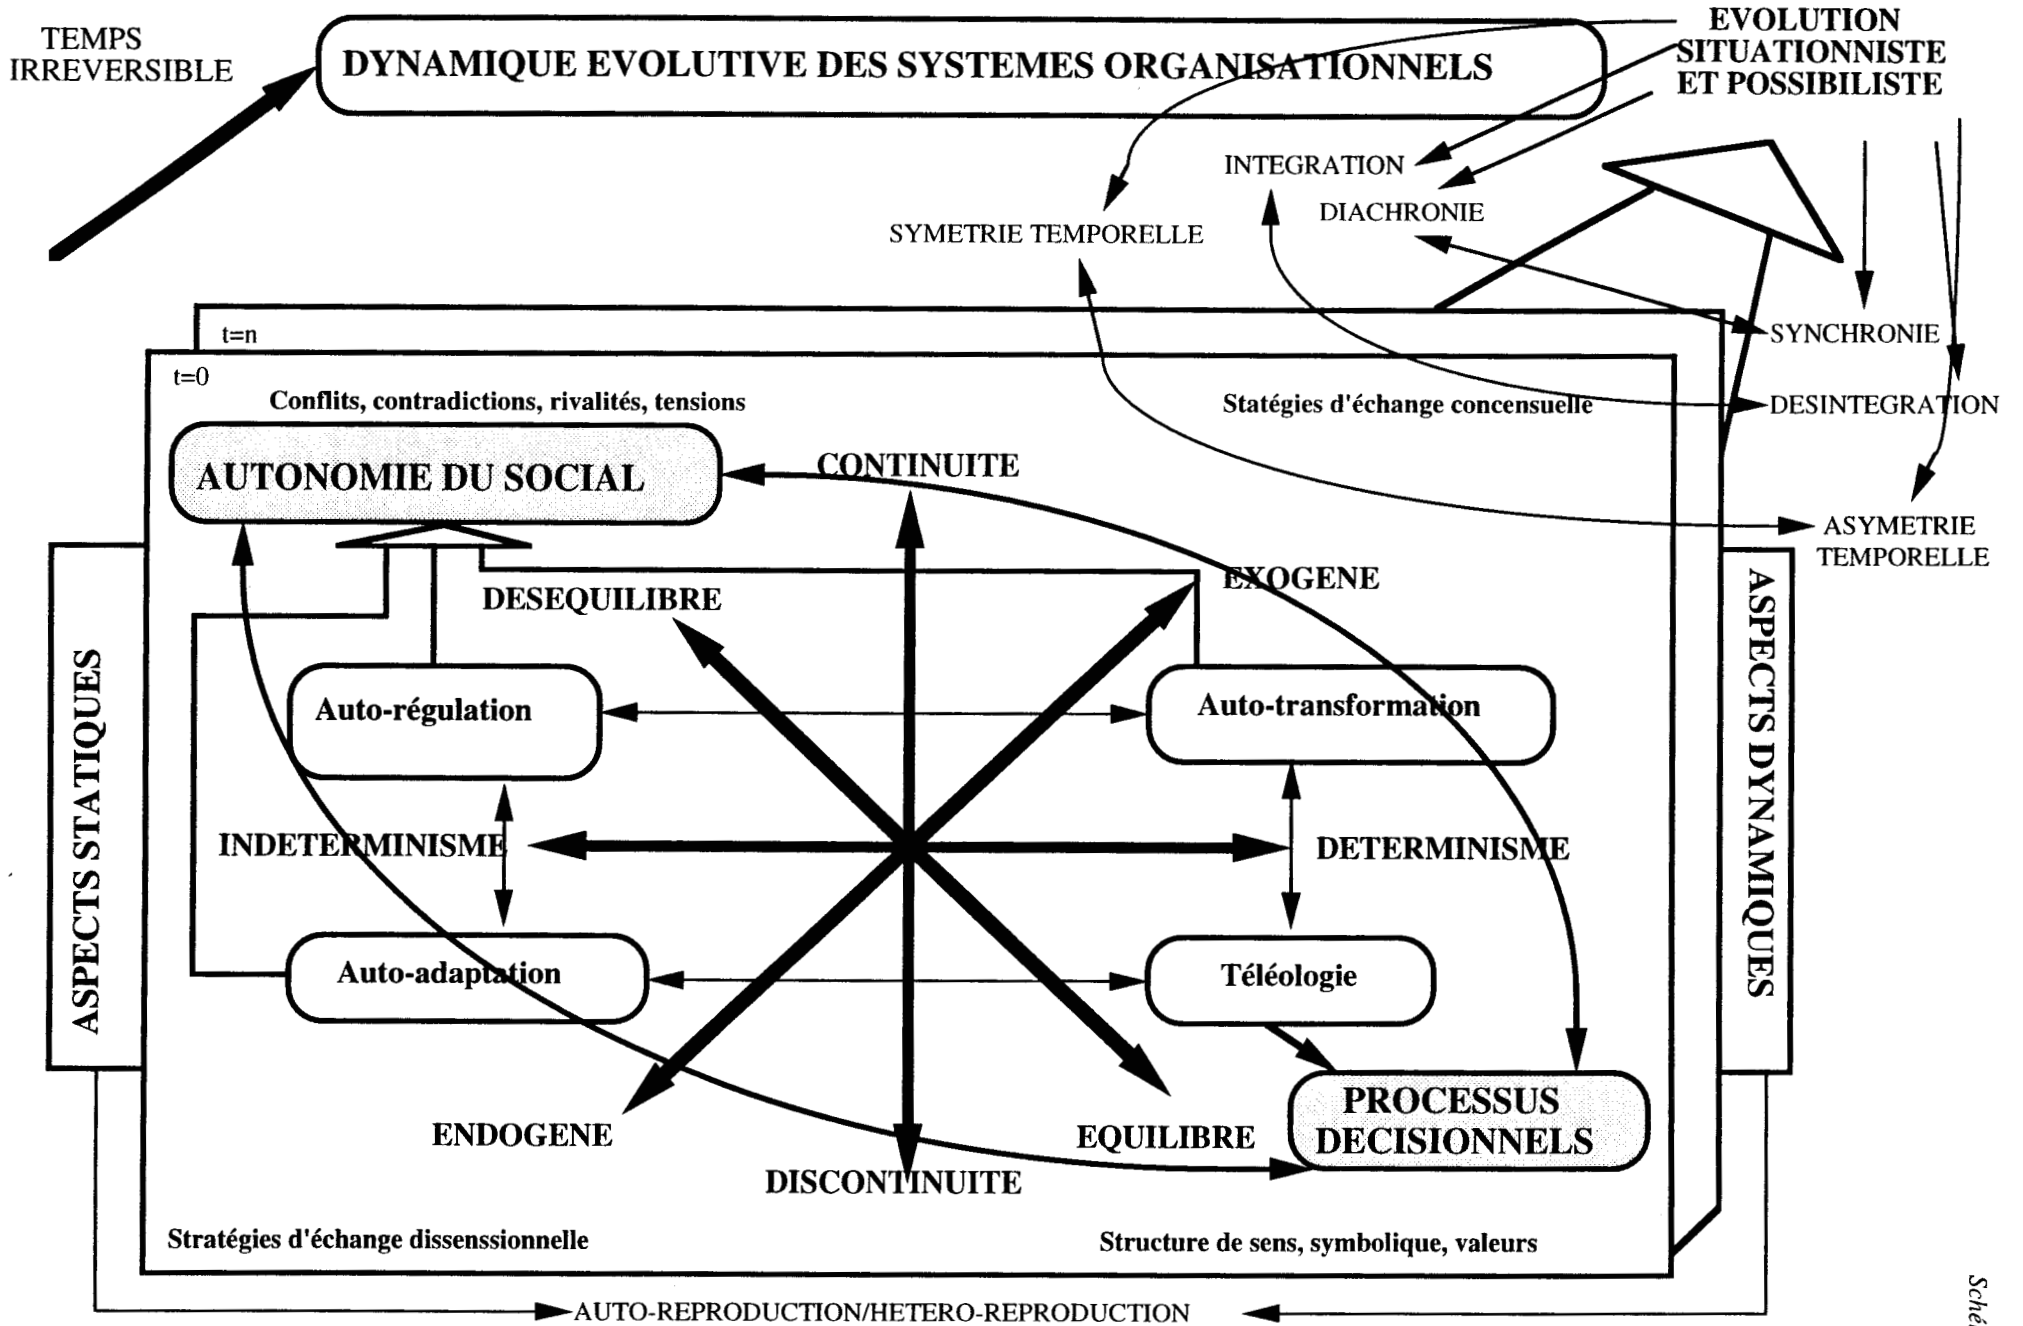 TEMPS
IRREVERSIBLE
DYNAMIQUE EVOLUTIVE DES SYSTEMES ORGANISATIONNELS
EVOLUTION
SITUATIONNISTE
ET POSSIBILISTE
INTEGRATION
DIACHRONIE
SYMETRIE TEMPORELLE
t=n
SYNCHRONIE
t=0
Conflits, contradictions, rivalités, tensions
Statégies d'échange concensuelle
DESINTEGRATION
AUTONOMIE DU SOCIAL
CONTINUITE
ASYMETRIE
TEMPORELLE
DESEQUILIBRE
EXOGENE
ASPECTS STATIQUES
ASPECTS DYNAMIQUES
Auto-régulation
Auto-transformation
INDETERMINISME
DETERMINISME
Auto-adaptation
Téléologie
PROCESSUS
DECISIONNELS
ENDOGENE
EQUILIBRE
DISCONTINUITE
Stratégies d'échange dissenssionnelle
Structure de sens, symbolique, valeurs
AUTO-REPRODUCTION/HETERO-REPRODUCTION